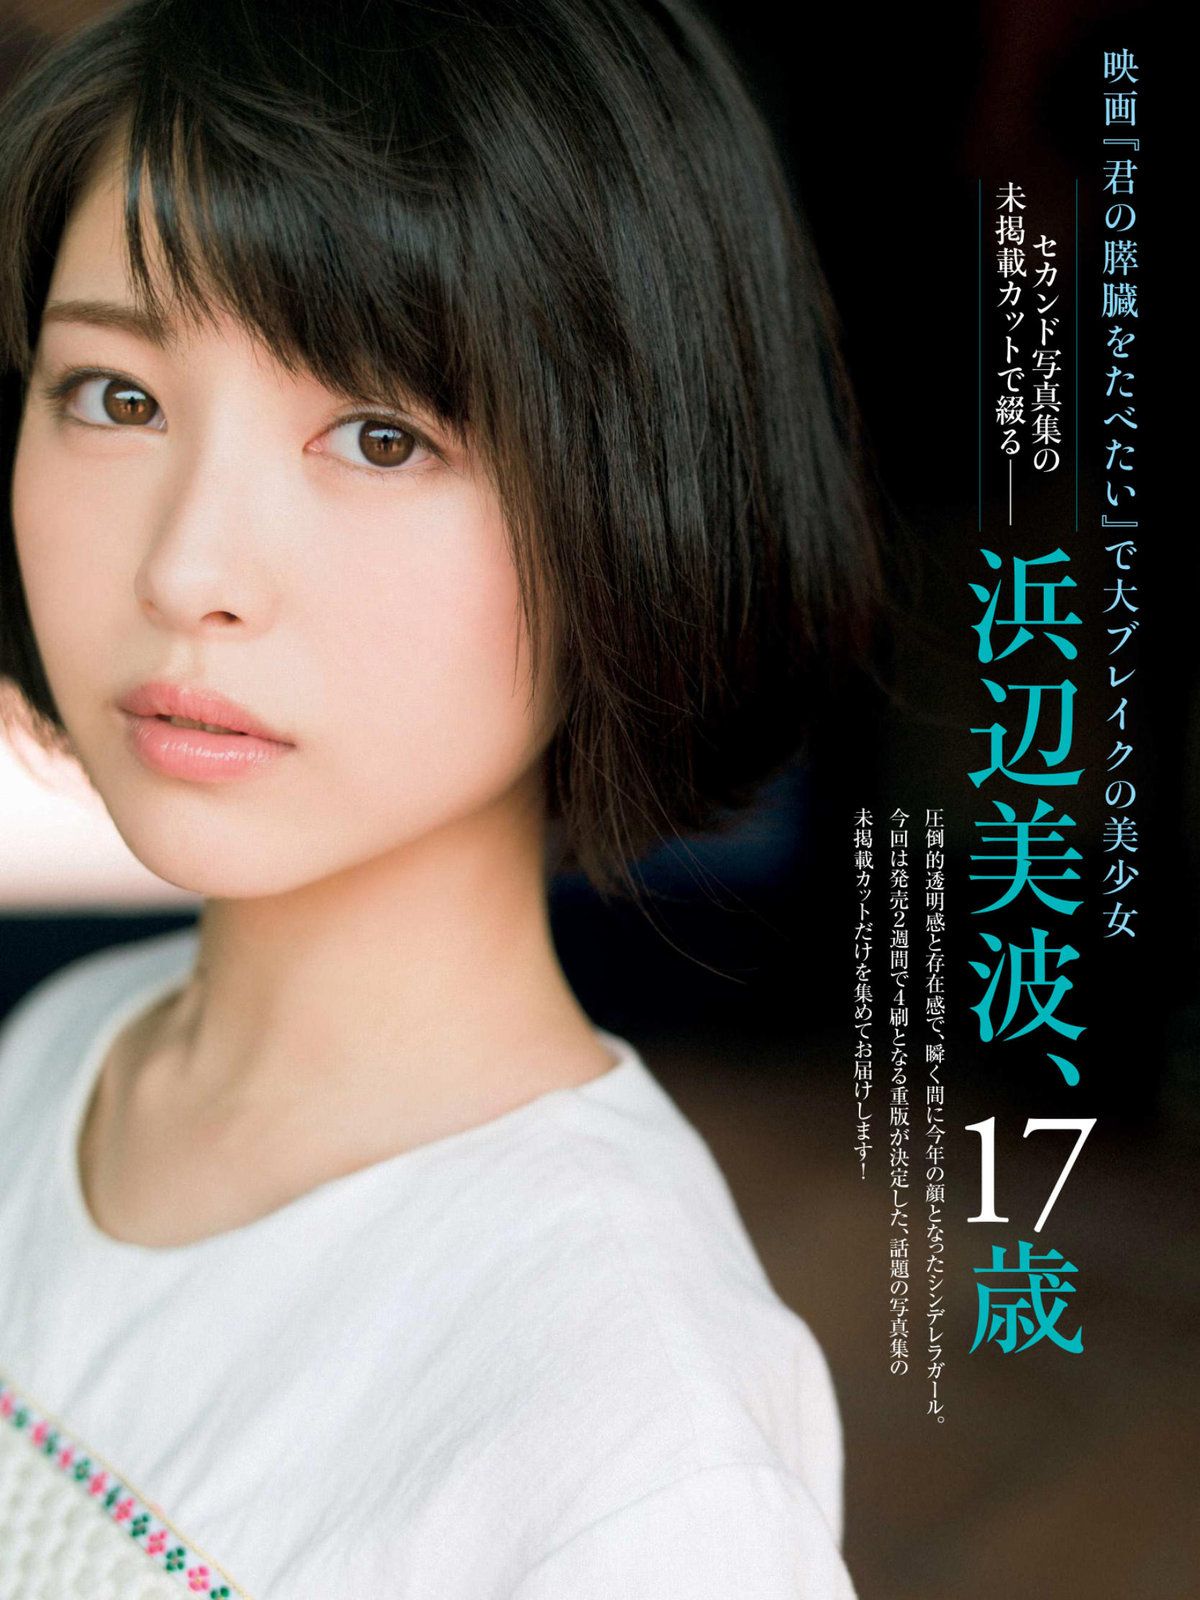 映画『君の膵臓をたべたい』で大ブレイクの美少女
セカンド写真集の
未掲載カットで綴る――
浜辺美波、17歳
圧倒的透明感と存在感で、瞬く間に今年の顔となったシンデレラガール。
今回は発売2週間で4刷となる重版が決定した、話題の写真集の
未掲載カットだけを集めてお届けします！